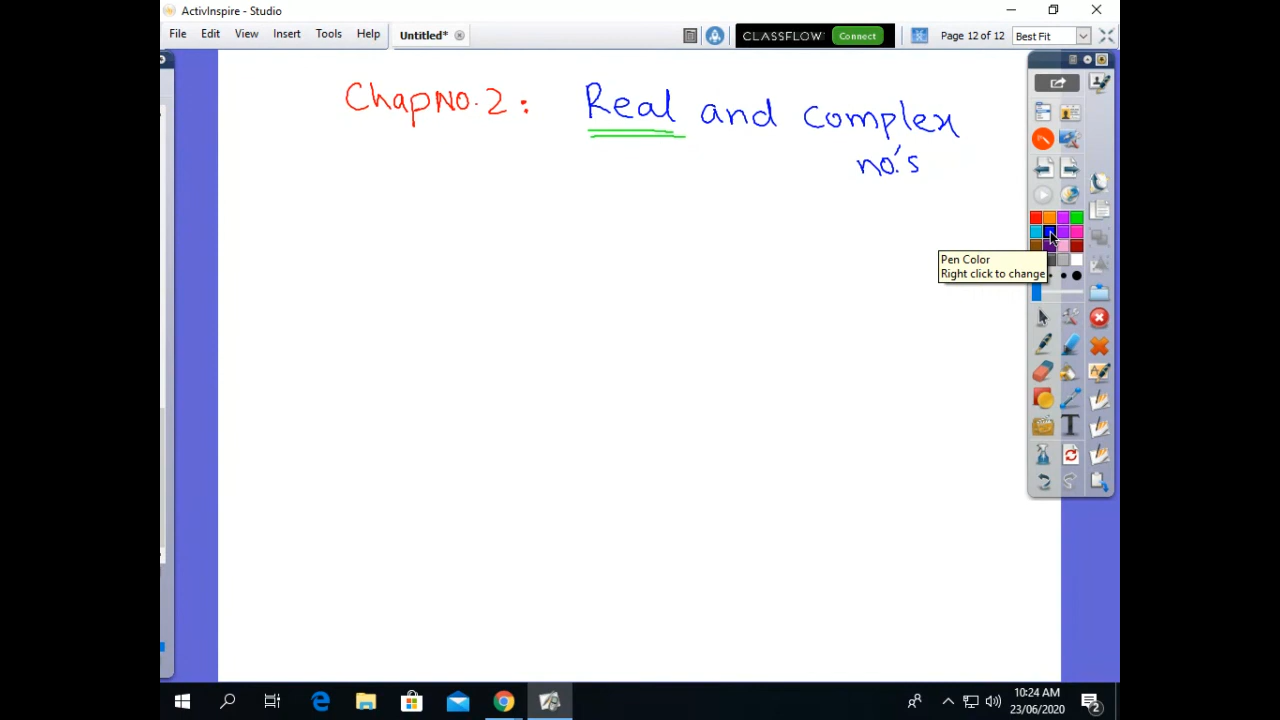 ActivInspire - Studio
File Edit View Insert Tools Help Untitled* CLASSFLOW Connect Page 12 of 12 Best Fit
Chap NO. 2 : Real and complex
no.'s
Pen Color
Right click to change
T
10:24 AM
23/06/2020
2